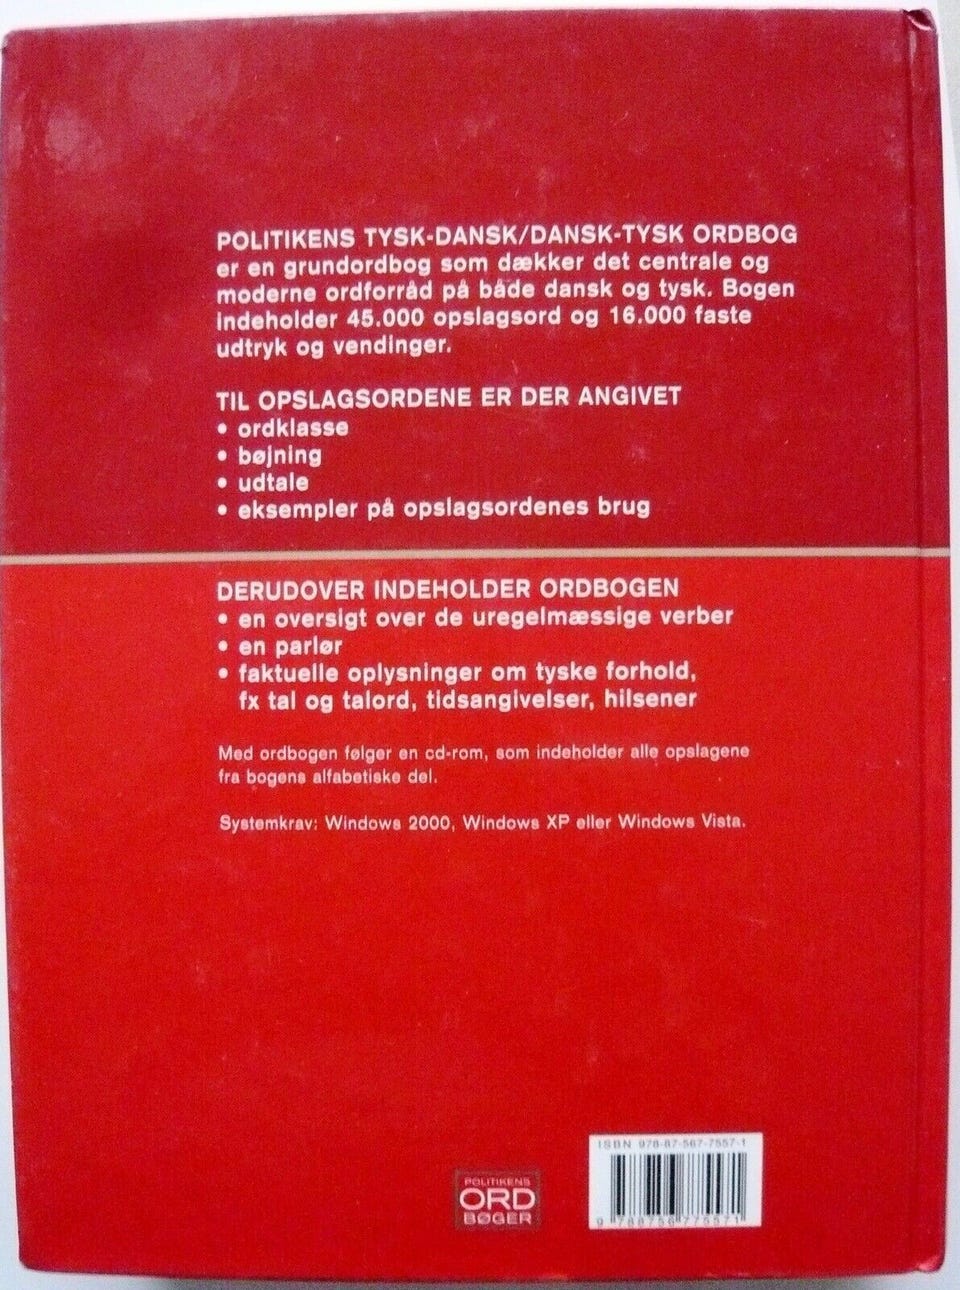 POLITIKENS TYSK-DANSK/DANSK-TYSK ORDBOG
er en grundordbog som dækker det centrale og
moderne ordforråd på både dansk og tysk. Bogen
indeholder 45.000 opslagsord og 16.000 faste
udtryk og vendinger.
TIL OPSLAGSORDENE ER DER ANGIVET
• ordklasse
• bøjning
• udtale
• eksempler på opslagsordenes brug
DERUDOVER INDEHOLDER ORDBOGEN
• en oversigt over de uregelmæssige verber
• en parlør
• faktuelle oplysninger om tyske forhold,
fx tal og talord, tidsangivelser, hilsener
Med ordbogen følger en cd-rom, som indeholder alle opslagene
fra bogens alfabetiske del.
Systemkrav: Windows 2000, Windows XP eller Windows Vista.
ISBN 978-87-567-7557-1
9 788756 775571
POLITIKENS
ORD
BØGER